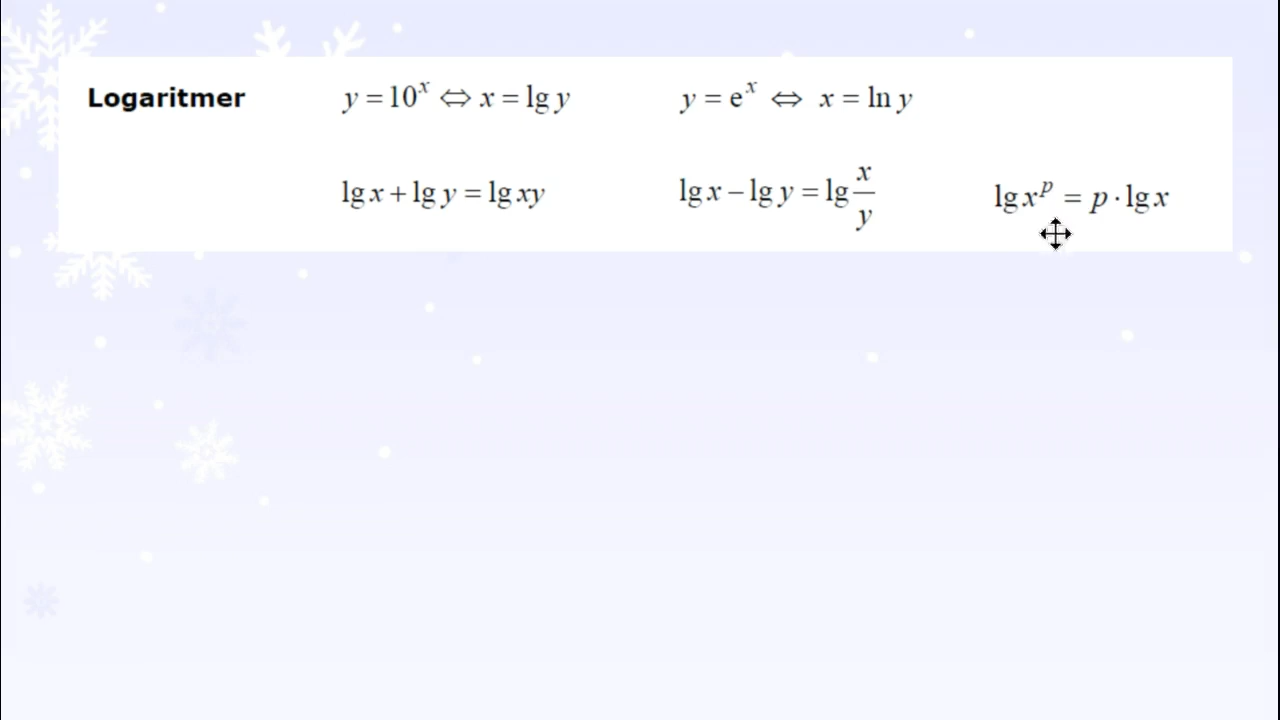 Logaritmer y = 10^x ⇔ x = lg y y = e^x ⇔ x = ln y
lg x + lg y = lg xy lg x − lg y = lg x/y lg x^p = p · lg x